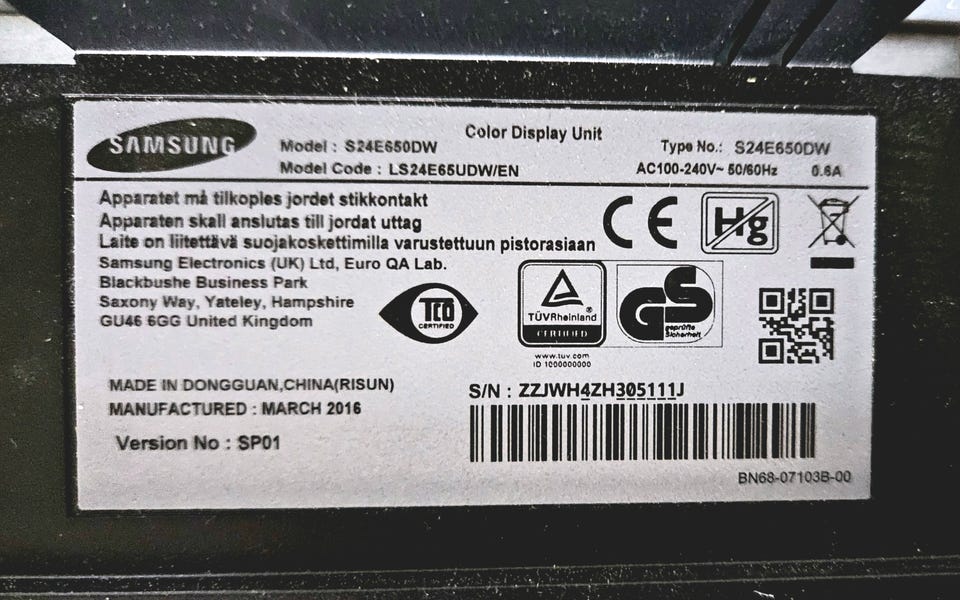 SAMSUNG
Color Display Unit
Model : S24E650DW
Type No.: S24E650DW
Model Code : LS24E65UDW/EN
AC100-240V~ 50/60Hz 0.6A
Apparatet må tilkoples jordet stikkontakt
Apparaten skall anslutas till jordat uttag
Laite on liitettävä suojakoskettimilla varustettuun pistorasiaan
Samsung Electronics (UK) Ltd, Euro QA Lab.
Blackbushe Business Park
Saxony Way, Yateley, Hampshire
GU46 6GG United Kingdom
CE
Hg
TCO
CERTIFIED
TÜVRheinland®
CERTIFIED
www.tuv.com
ID 1000000000
GS
geprüfte
Sicherheit
MADE IN DONGGUAN,CHINA(RISUN)
MANUFACTURED : MARCH 2016
Version No : SP01
S/N : ZZJWH4ZH305111J
BN68-07103B-00